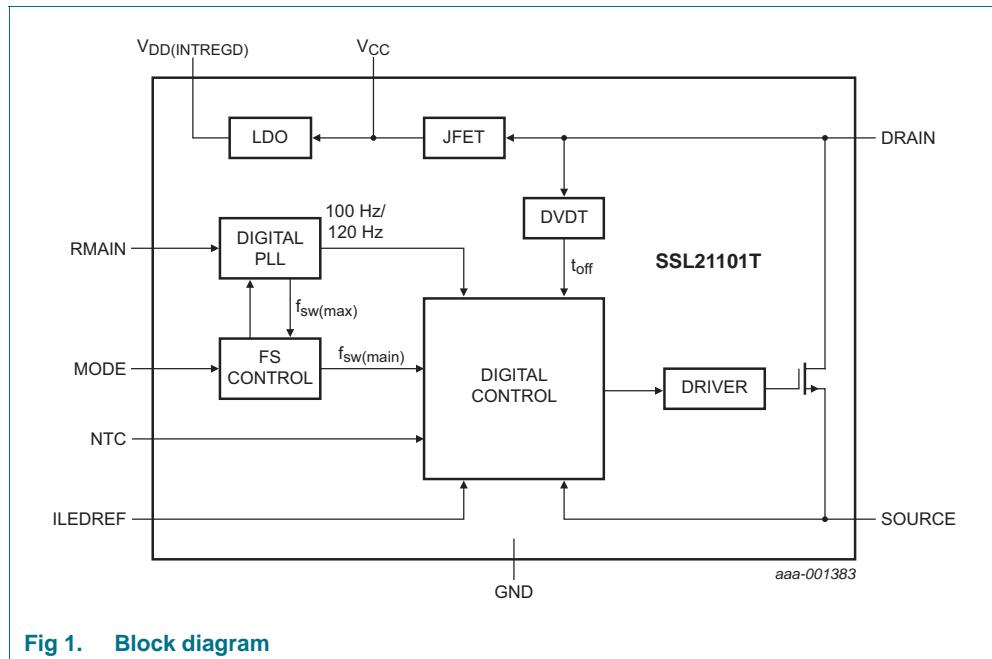 VDD(INTREGD)
VCC
LDO
JFET
DRAIN
100 Hz/
120 Hz
DVDT
RMAIN
DIGITAL
PLL
toff
SSL21101T
fsw(max)
MODE
FS
CONTROL
fsw(main)
DIGITAL
CONTROL
DRIVER
NTC
ILEDREF
SOURCE
GND
aaa-001383
Fig 1. Block diagram